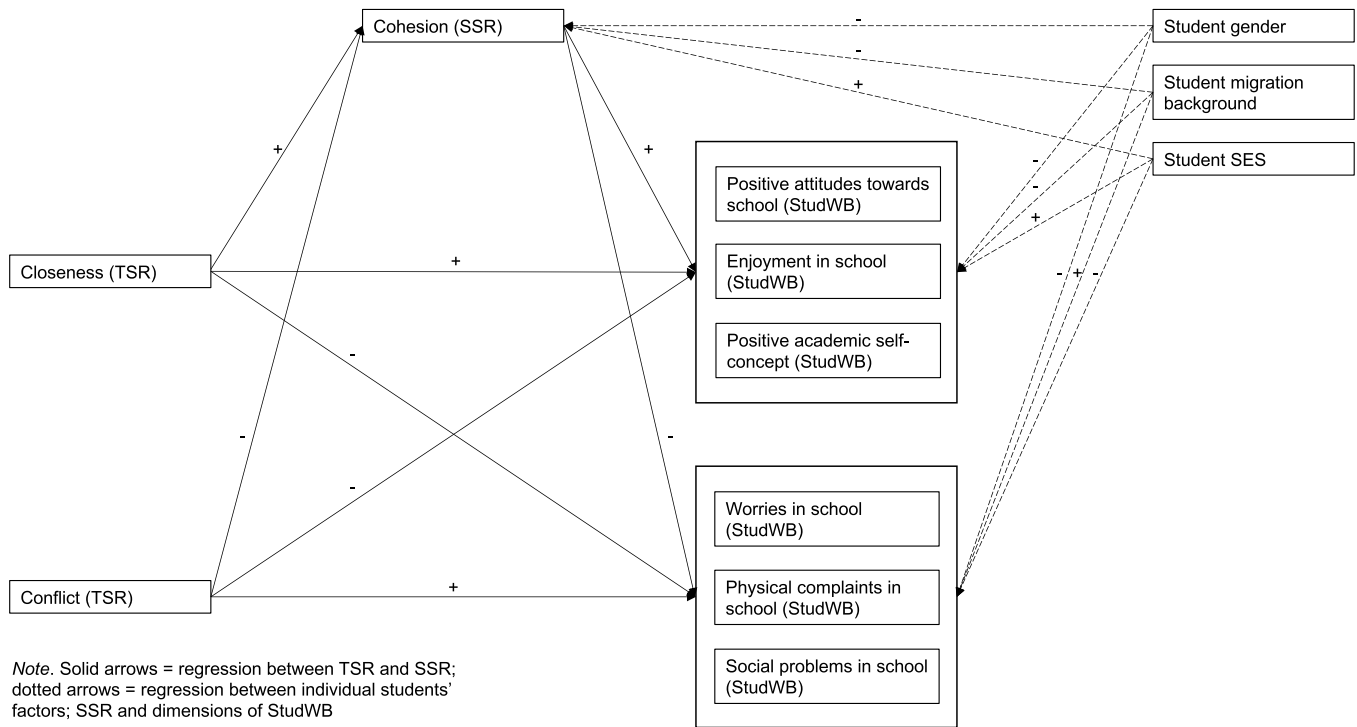 Cohesion (SSR)
Student gender
Student migration
background
Student SES
-
-
+
+
+
-
-
+
Positive attitudes towards
school (StudWB)
Enjoyment in school
(StudWB)
Positive academic self-
concept (StudWB)
Closeness (TSR)
+
- + -
-
-
-
-
Worries in school
(StudWB)
Physical complaints in
school (StudWB)
Social problems in school
(StudWB)
Conflict (TSR)
+
Note. Solid arrows = regression between TSR and SSR;
dotted arrows = regression between individual students’
factors; SSR and dimensions of StudWB